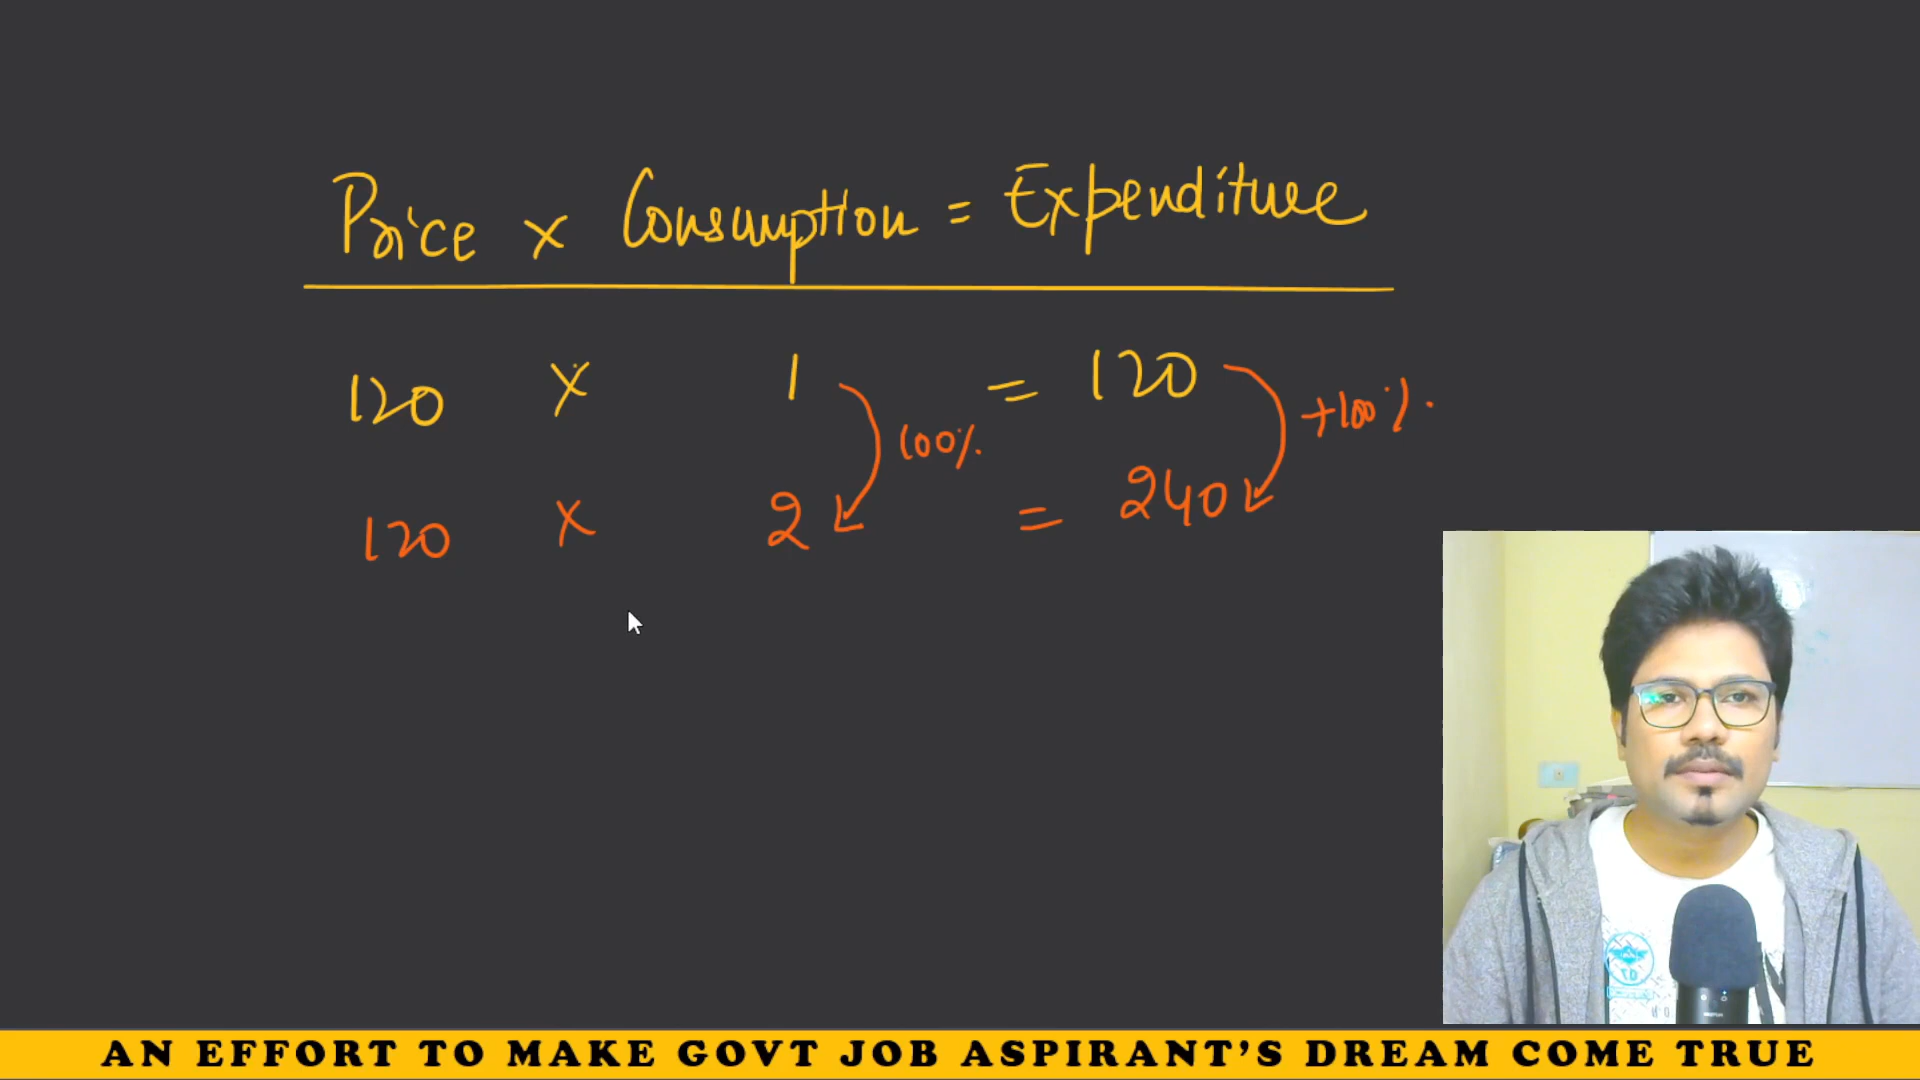 Price x Consumption = Expenditure
120 x 1 = 120
100% +100%.
120 x 2 = 240
AN EFFORT TO MAKE GOVT JOB ASPIRANT’S DREAM COME TRUE